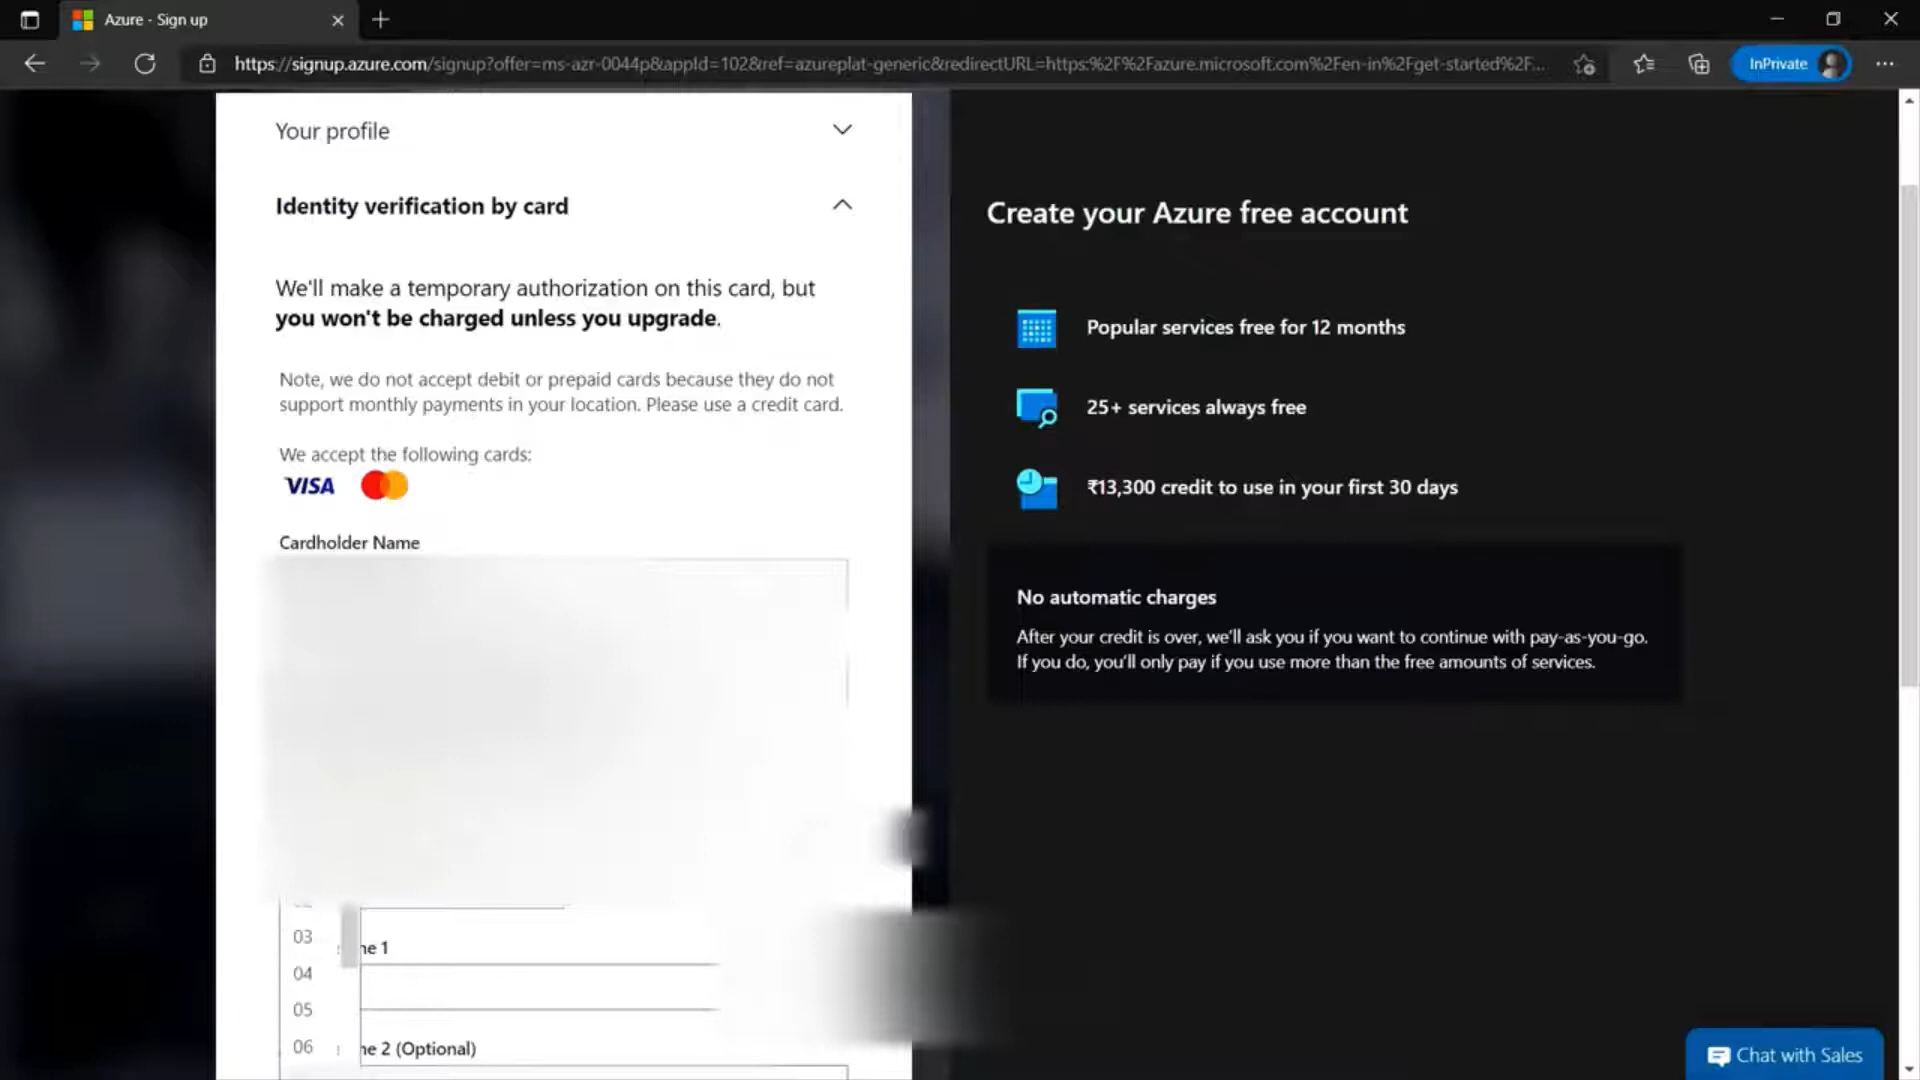 Azure - Sign up
https://signup.azure.com/signup?offer=ms-azr-0044p&appId=102&ref=azureplat-generic&redirectURL=https:%2F%2Fazure.microsoft.com%2Fen-in%2Fget-started%2F...
InPrivate
Your profile
Identity verification by card
We'll make a temporary authorization on this card, but
you won't be charged unless you upgrade.
Note, we do not accept debit or prepaid cards because they do not
support monthly payments in your location. Please use a credit card.
We accept the following cards:
VISA
Cardholder Name
03
ne 1
04
05
06
ne 2 (Optional)
Create your Azure free account
Popular services free for 12 months
25+ services always free
₹13,300 credit to use in your first 30 days
No automatic charges
After your credit is over, we'll ask you if you want to continue with pay-as-you-go.
If you do, you'll only pay if you use more than the free amounts of services.
Chat with Sales